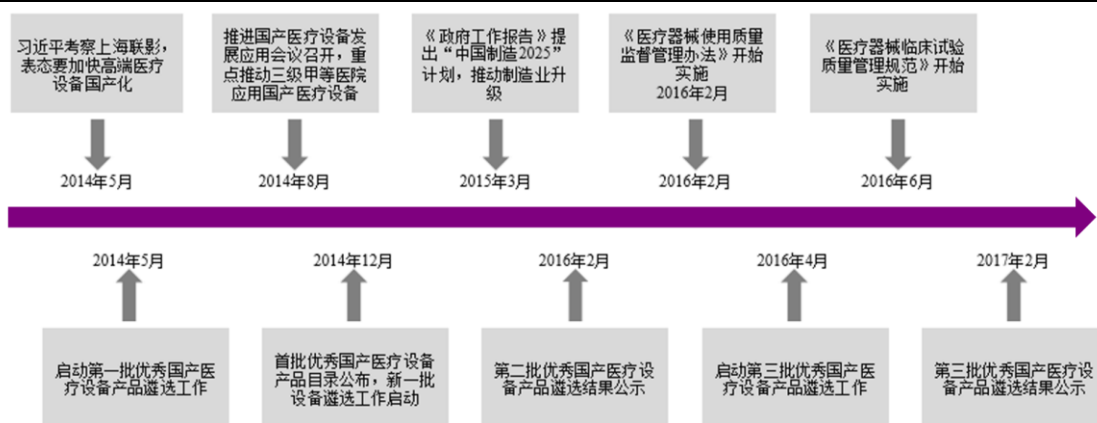 习近平考察上海联影，
表态要加快高端医疗
设备国产化
推进国产医疗设备发
展应用会议召开，重
点推动三级甲等医院
应用国产医疗设备
《政府工作报告》提
出“中国制造2025”
计划，推动制造业升
级
《医疗器械使用质量
监督管理办法》开始
实施
2016年2月
《医疗器械临床试验
质量管理规范》开始
实施
2014年5月
2014年8月
2015年3月
2016年2月
2016年6月
2014年5月
2014年12月
2016年2月
2016年4月
2017年2月
启动第一批优秀国产医
疗设备产品遴选工作
首批优秀国产医疗设备
产品目录公布，新一批
设备遴选工作启动
第二批优秀国产医疗设
备产品遴选结果公示
启动第三批优秀国产医
疗设备产品遴选工作
第三批优秀国产医疗设
备产品遴选结果公示